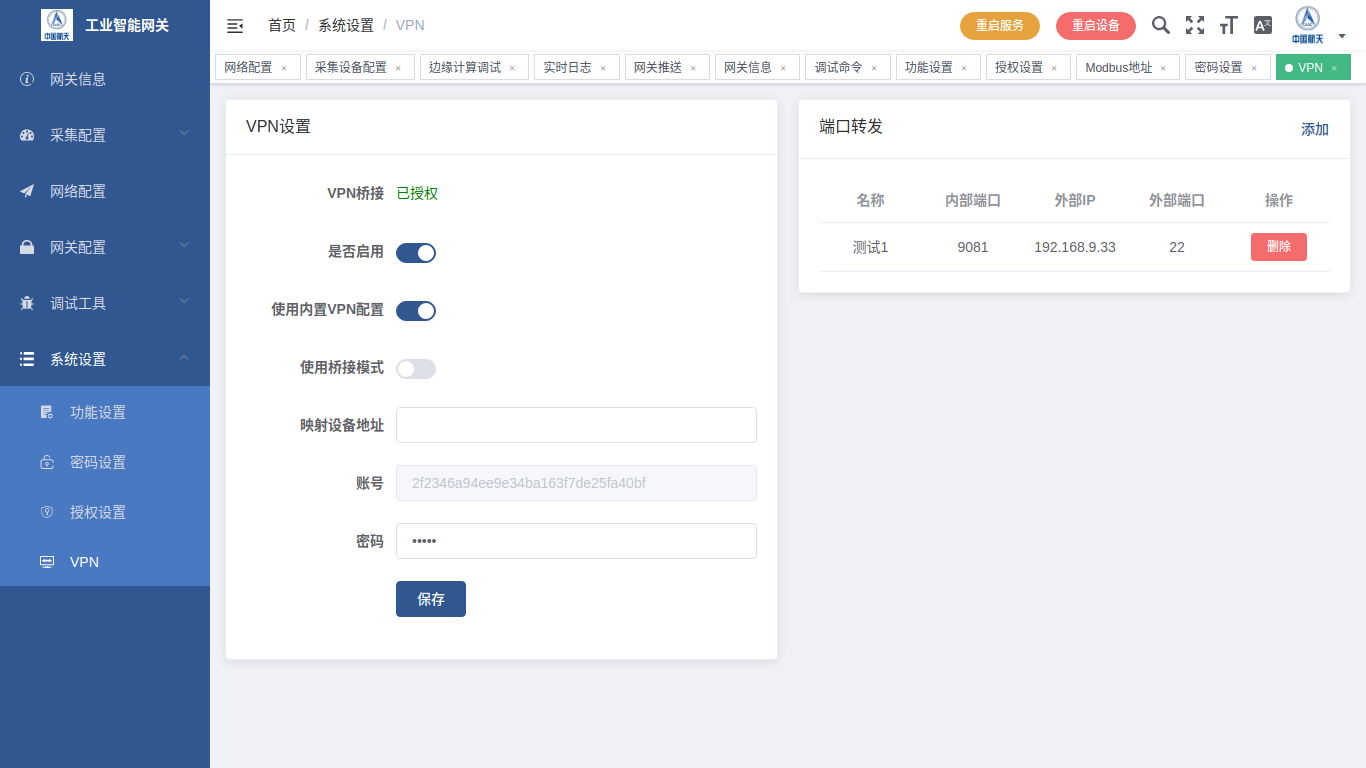 中国航天
工业智能网关
网关信息
采集配置
网络配置
网关配置
调试工具
系统设置
功能设置
密码设置
授权设置
VPN
首页 / 系统设置 / VPN
重启服务 重启设备
中国航天
网络配置 × 采集设备配置 × 边缘计算调试 × 实时日志 × 网关推送 × 网关信息 × 调试命令 × 功能设置 × 授权设置 × Modbus地址 × 密码设置 × VPN ×
VPN设置
VPN桥接 已授权
是否启用
使用内置VPN配置
使用桥接模式
映射设备地址
账号 2f2346a94ee9e34ba163f7de25fa40bf
密码 •••••
保存
端口转发 添加
名称 内部端口 外部IP 外部端口 操作
测试1 9081 192.168.9.33 22 删除